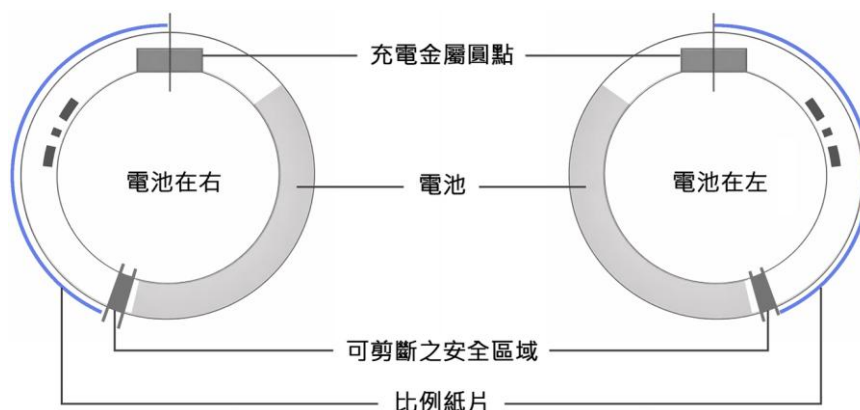 充電金屬圓點
電池在右
電池
電池在左
可剪斷之安全區域
比例紙片